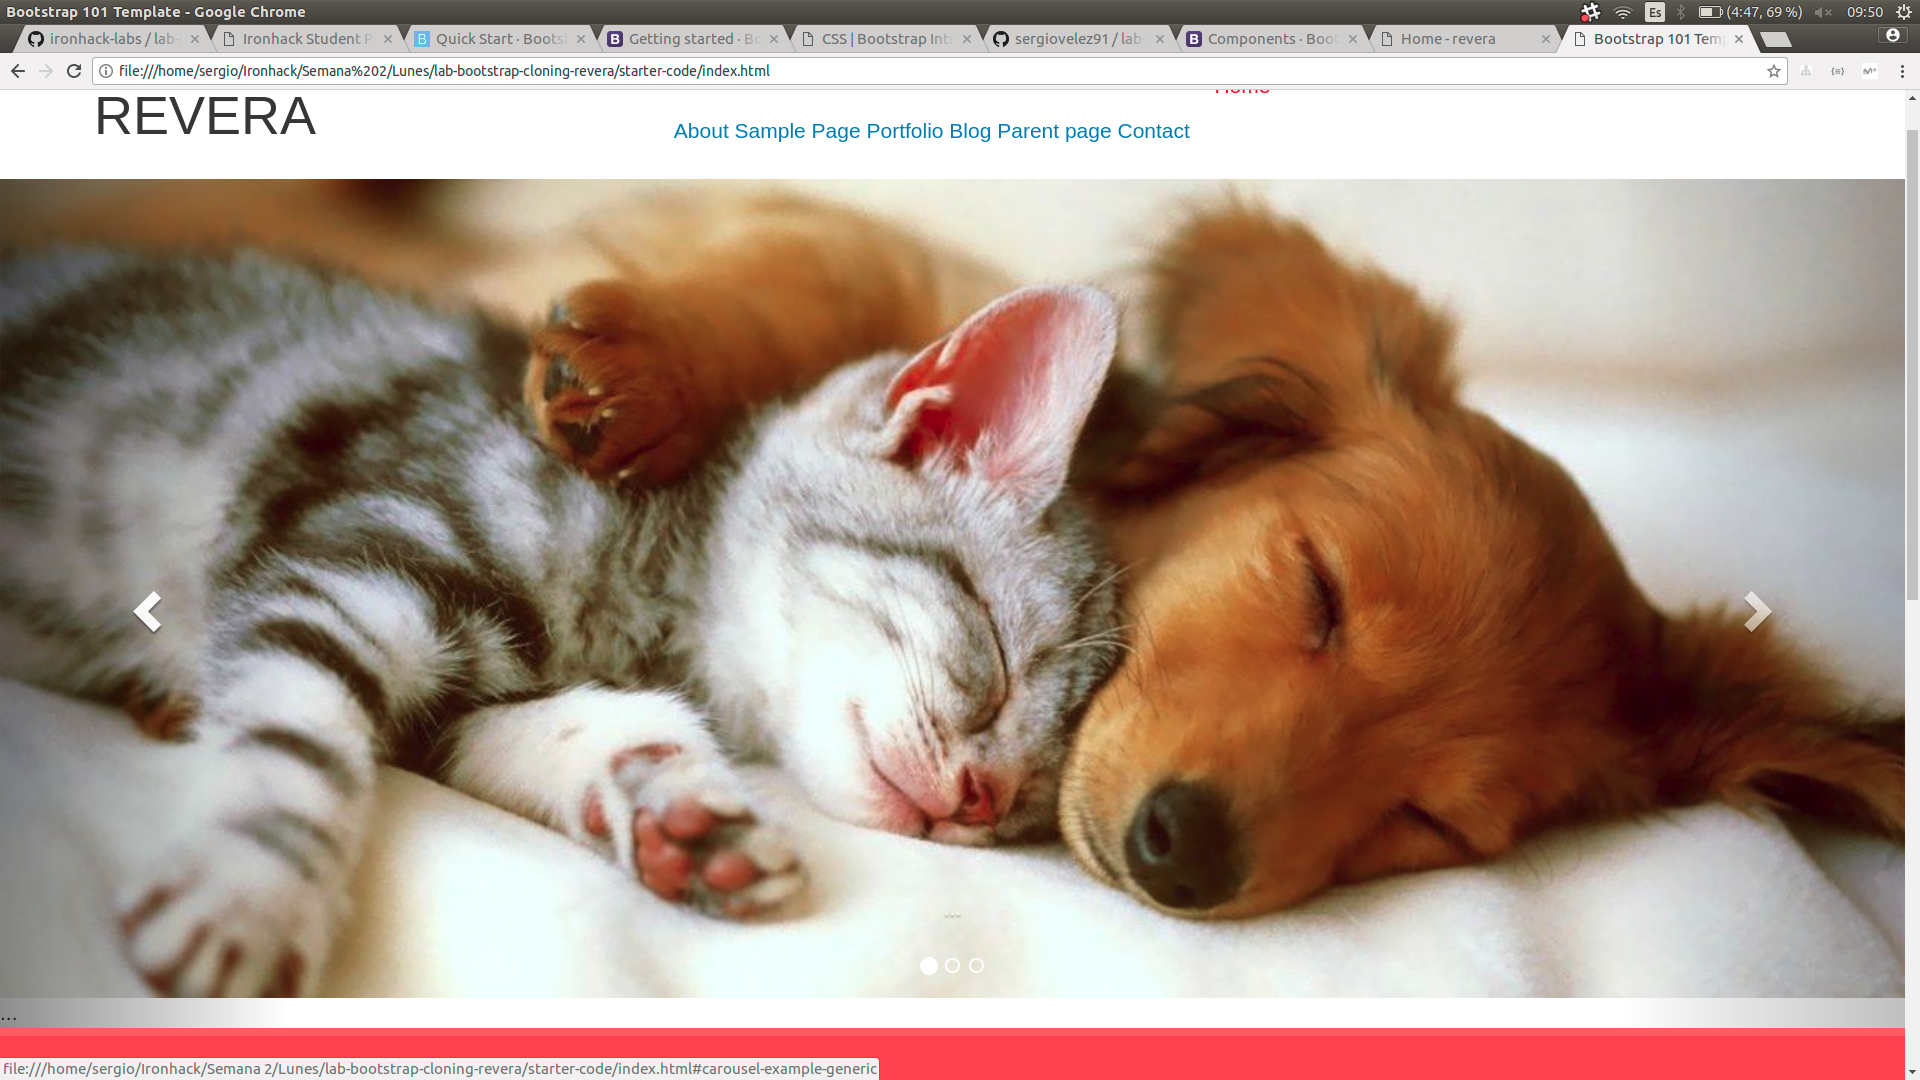 Bootstrap 101 Template - Google Chrome
Es (4:47, 69 %) 09:50
ironhack-labs / lab- Ironhack Student P Quick Start · Boots Getting started · Bo CSS | Bootstrap Int sergiovelez91 / lab- Components · Boot Home - revera Bootstrap 101 Tem
file:///home/sergio/Ironhack/Semana%202/Lunes/lab-bootstrap-cloning-revera/starter-code/index.html
Home
REVERA
About Sample Page Portfolio Blog Parent page Contact
...
...
file:///home/sergio/Ironhack/Semana 2/Lunes/lab-bootstrap-cloning-revera/starter-code/index.html#carousel-example-generic